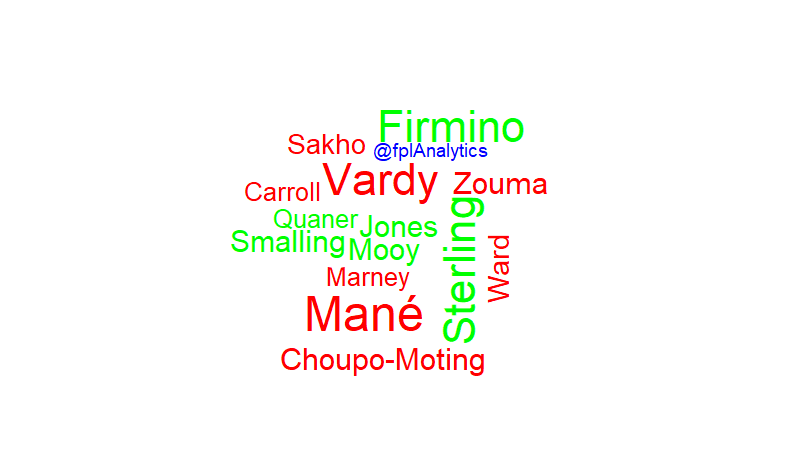 Firmino
Sakho
@fplAnalytics
Vardy
Zouma
Carroll
Quaner
Jones
Smalling
Mooy
Sterling
Ward
Marney
Mané
Choupo-Moting